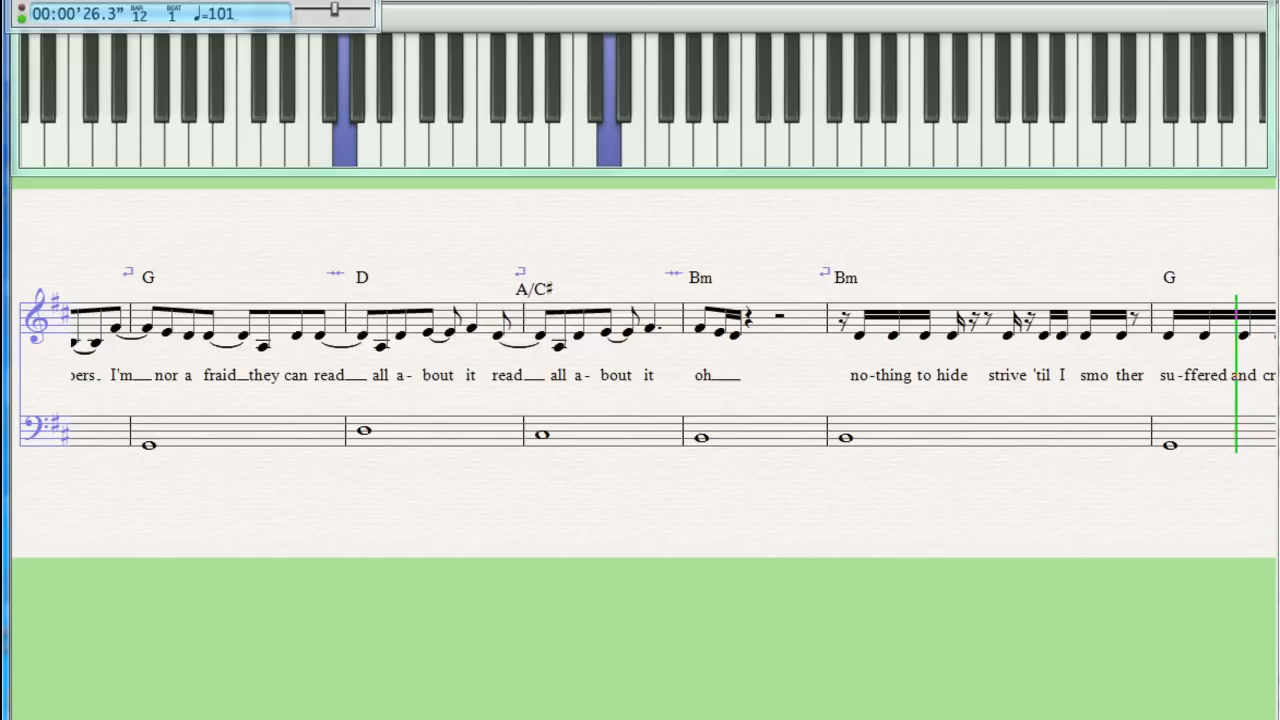 00:00'26.3" BAR 12 BEAT 1 ♩=101
G D A/C♯ Bm Bm G
pers. I'm nor a fraid they can read all a- bout it read all a- bout it oh no-thing to hide strive 'til I smo ther su-ffered and cr